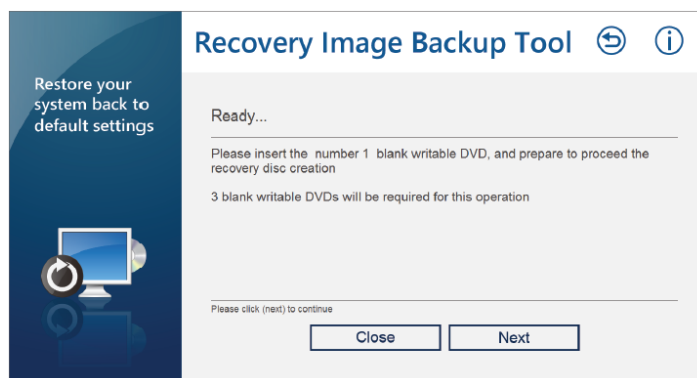 Recovery Image Backup Tool
Restore your
system back to
default settings
Ready...
Please insert the number 1 blank writable DVD, and prepare to proceed the
recovery disc creation
3 blank writable DVDs will be required for this operation
Please click (next) to continue
Close
Next